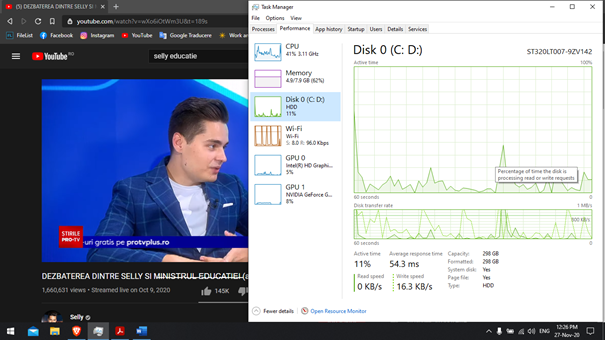 (5) DEZBATEREA DINTRE SELLY SI
youtube.com/watch?v=wXo6iOtWm3U&t=189s
FileList
Facebook
Instagram
YouTube
Google Traducere
YouTube
RO
selly educatie
STIRILE
PRO•TV
uri gratis pe protvplus.ro
DEZBATEREA DINTRE SELLY SI MINISTRUL EDUCATIEI
1,660,631 views • Streamed live on Oct 9, 2020
145K
Selly
Task Manager
File Options View
Processes Performance App history Startup Users Details Services
CPU
41% 3.11 GHz
Memory
4.9/7.9 GB (62%)
Disk 0 (C: D:)
HDD
11%
Wi-Fi
Wi-Fi
S: 8.0 R: 96.0 Kbps
GPU 0
Intel(R) HD Graphi...
5%
GPU 1
NVIDIA GeForce G...
8%
Disk 0 (C: D:)
ST320LT007-9ZV142
Active time
100%
Percentage of time the disk is
processing read or write requests
60 seconds
0
Disk transfer rate
1 MB/s
800 KB/s
60 seconds
0
Active time
11%
Average response time
54.3 ms
Read speed
0 KB/s
Write speed
16.3 KB/s
Capacity: 298 GB
Formatted: 298 GB
System disk: Yes
Page file: Yes
Type: HDD
Fewer details
Open Resource Monitor
ENG
12:26 PM
27-Nov-20